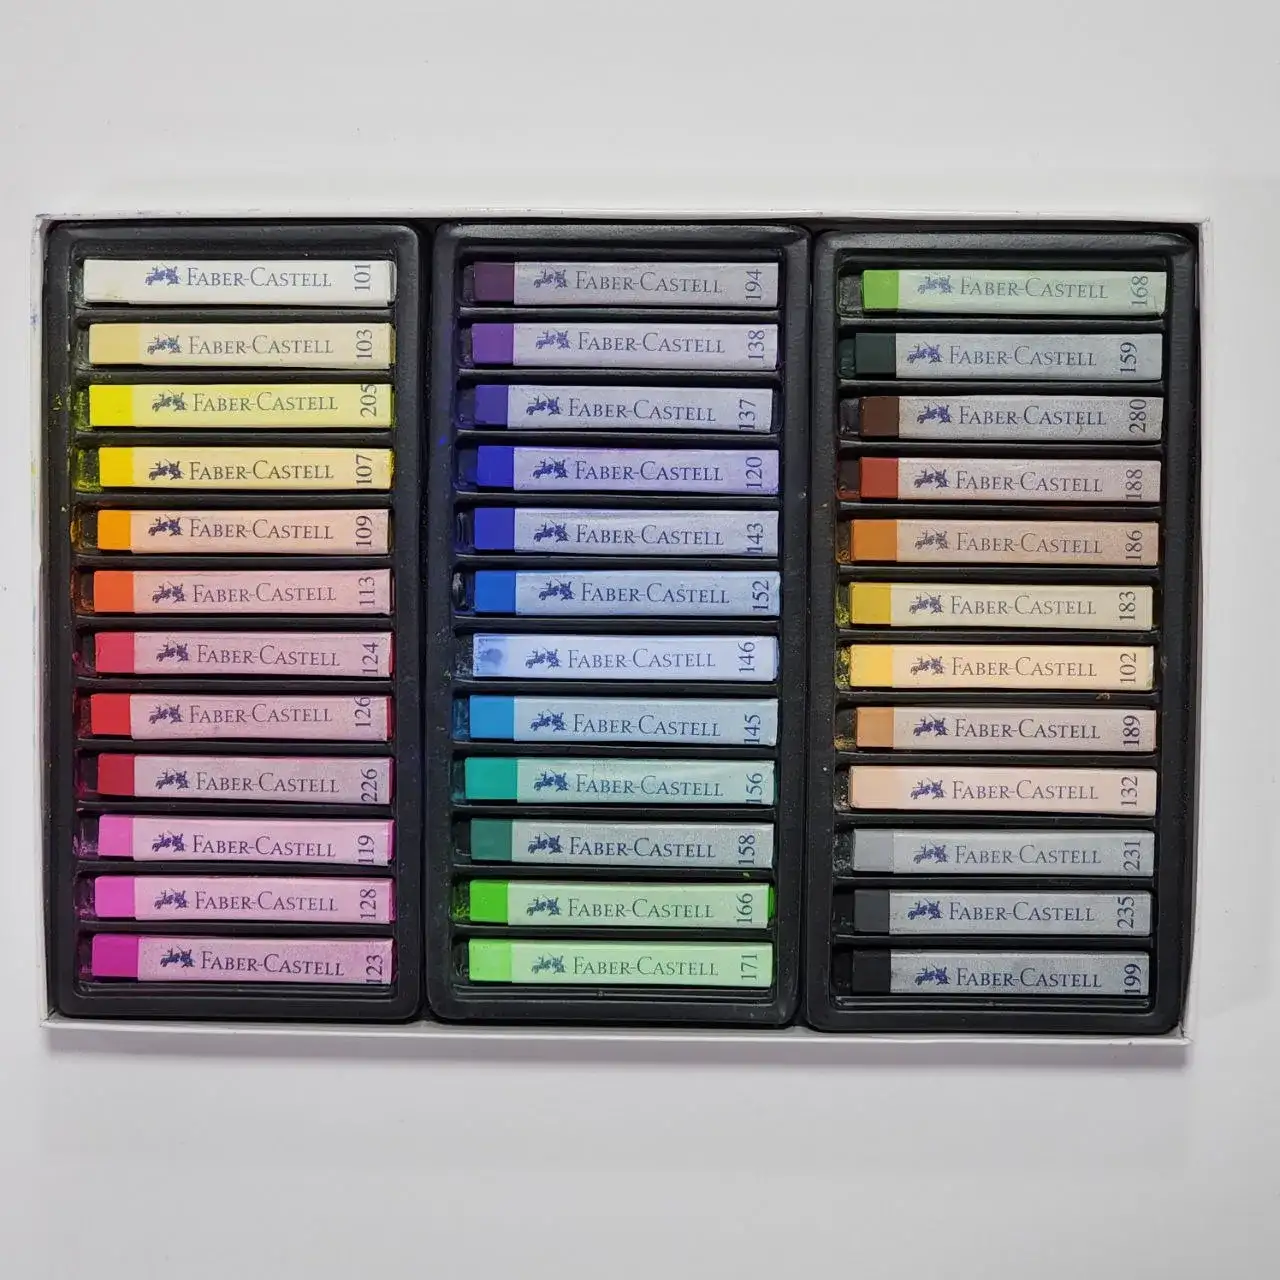 FABER-CASTELL 101
FABER-CASTELL 103
FABER-CASTELL 205
FABER-CASTELL 107
FABER-CASTELL 109
FABER-CASTELL 113
FABER-CASTELL 124
FABER-CASTELL 126
FABER-CASTELL 226
FABER-CASTELL 119
FABER-CASTELL 128
FABER-CASTELL 123
FABER-CASTELL 194
FABER-CASTELL 138
FABER-CASTELL 137
FABER-CASTELL 120
FABER-CASTELL 143
FABER-CASTELL 152
FABER-CASTELL 146
FABER-CASTELL 145
FABER-CASTELL 156
FABER-CASTELL 158
FABER-CASTELL 166
FABER-CASTELL 171
FABER-CASTELL 168
FABER-CASTELL 159
FABER-CASTELL 280
FABER-CASTELL 188
FABER-CASTELL 186
FABER-CASTELL 183
FABER-CASTELL 102
FABER-CASTELL 189
FABER-CASTELL 132
FABER-CASTELL 231
FABER-CASTELL 235
FABER-CASTELL 199